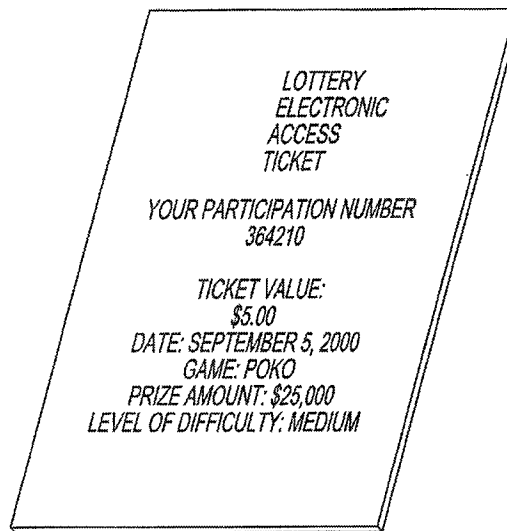 LOTTERY
ELECTRONIC
ACCESS
TICKET
YOUR PARTICIPATION NUMBER
364210
TICKET VALUE:
$5.00
DATE: SEPTEMBER 5, 2000
GAME: POKO
PRIZE AMOUNT: $25,000
LEVEL OF DIFFICULTY: MEDIUM